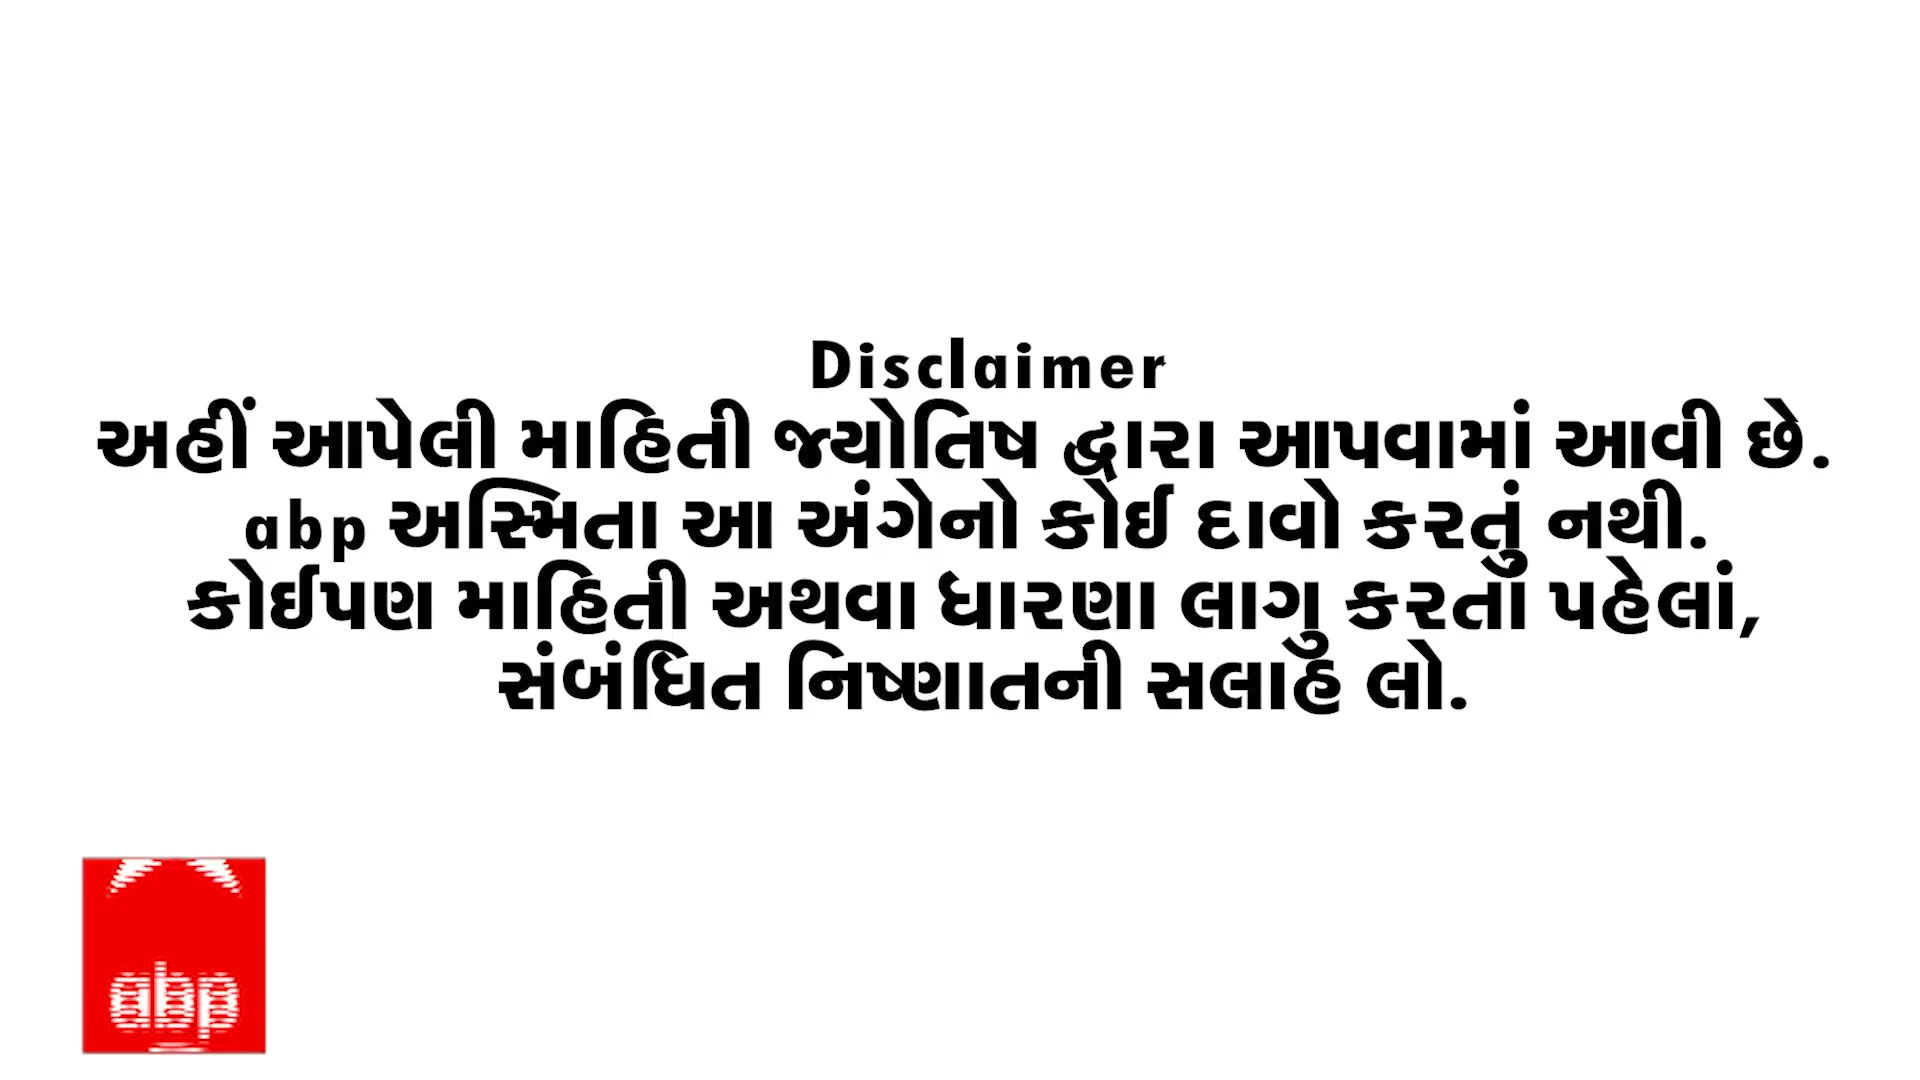 Disclaimer
અહીં આપેલી માહિતી જ્યોતિષ દ્વારા આપવામાં આવી છે.
abp અસ્મિતા આ અંગેનો કોઈ દાવો કરતું નથી.
કોઈપણ માહિતી અથવા ધારણા લાગુ કરતા પહેલાં,
સંબંધિત નિષ્ણાતની સલાહ લો.
abp